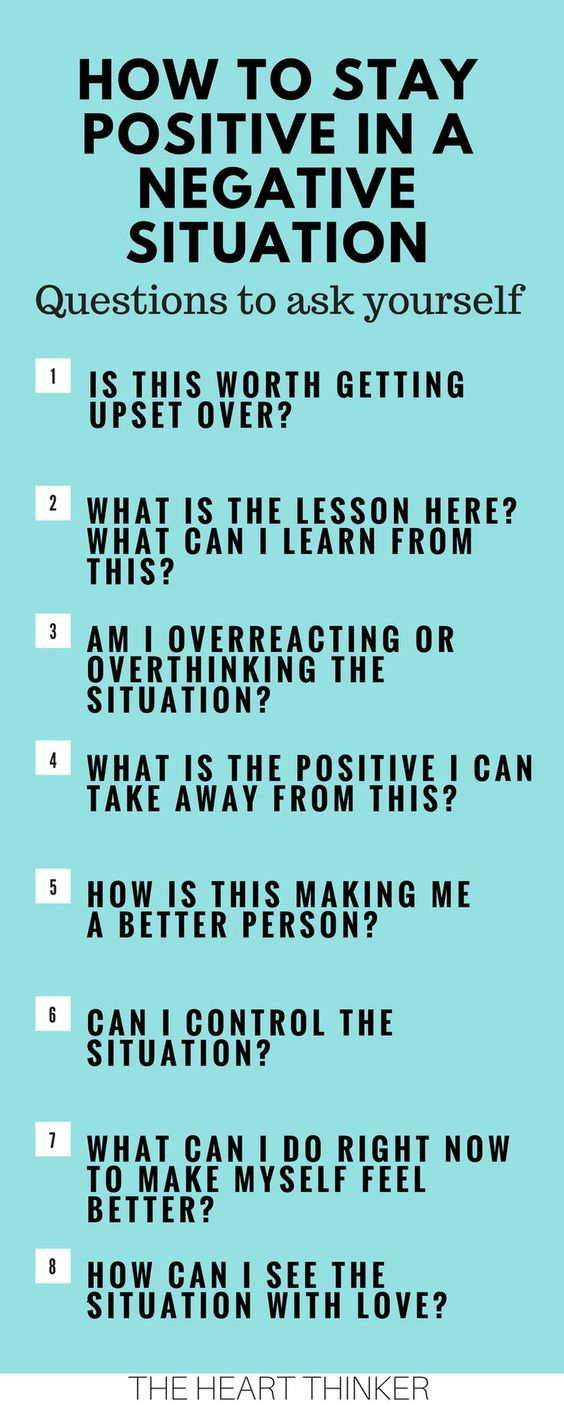 HOW TO STAY
POSITIVE IN A
NEGATIVE
SITUATION
Questions to ask yourself
1 IS THIS WORTH GETTING
UPSET OVER?
2 WHAT IS THE LESSON HERE?
WHAT CAN I LEARN FROM
THIS?
3 AM I OVERREACTING OR
OVERTHINKING THE
SITUATION?
4 WHAT IS THE POSITIVE I CAN
TAKE AWAY FROM THIS?
5 HOW IS THIS MAKING ME
A BETTER PERSON?
6 CAN I CONTROL THE
SITUATION?
7 WHAT CAN I DO RIGHT NOW
TO MAKE MYSELF FEEL
BETTER?
8 HOW CAN I SEE THE
SITUATION WITH LOVE?
THE HEART THINKER